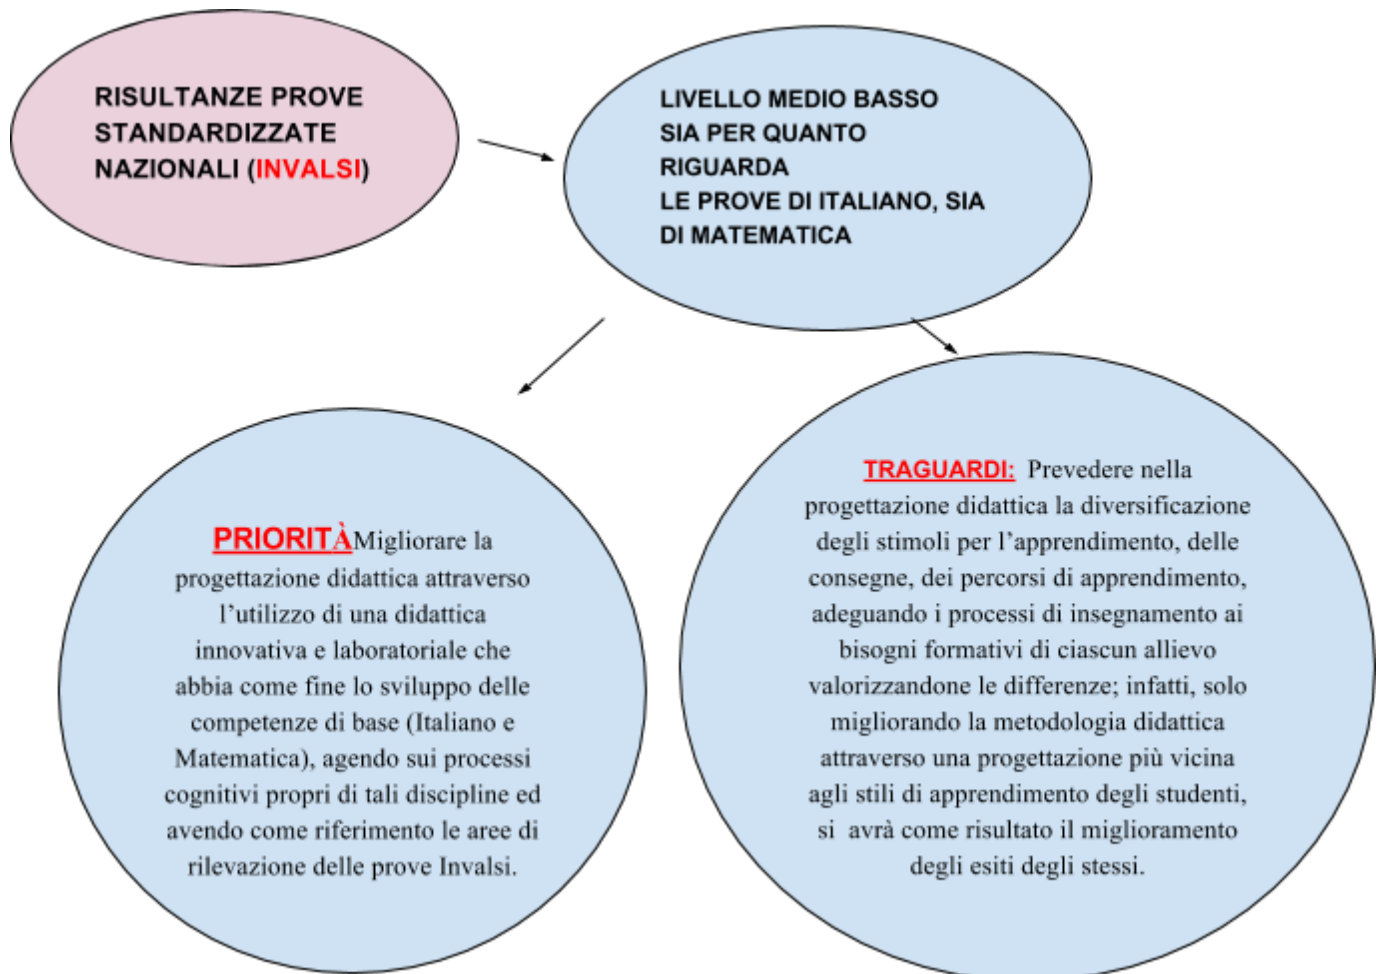 RISULTANZE PROVE
STANDARDIZZATE
NAZIONALI (INVALSI)
LIVELLO MEDIO BASSO
SIA PER QUANTO
RIGUARDA
LE PROVE DI ITALIANO, SIA
DI MATEMATICA
PRIORITÀMigliorare la
progettazione didattica attraverso
l’utilizzo di una didattica
innovativa e laboratoriale che
abbia come fine lo sviluppo delle
competenze di base (Italiano e
Matematica), agendo sui processi
cognitivi propri di tali discipline ed
avendo come riferimento le aree di
rilevazione delle prove Invalsi.
TRAGUARDI: Prevedere nella
progettazione didattica la diversificazione
degli stimoli per l’apprendimento, delle
consegne, dei percorsi di apprendimento,
adeguando i processi di insegnamento ai
bisogni formativi di ciascun allievo
valorizzandone le differenze; infatti, solo
migliorando la metodologia didattica
attraverso una progettazione più vicina
agli stili di apprendimento degli studenti,
si avrà come risultato il miglioramento
degli esiti degli stessi.